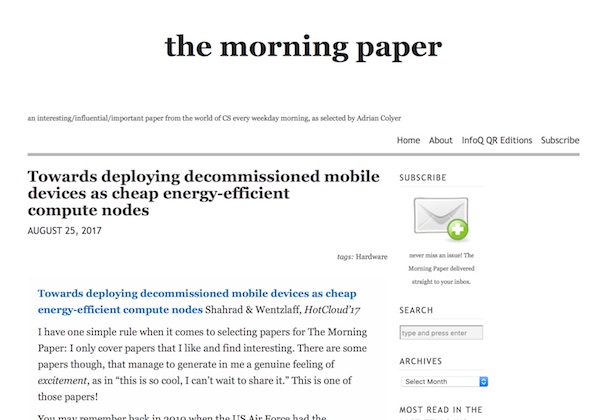 the morning paper
an interesting/influential/important paper from the world of CS every weekday morning, as selected by Adrian Colyer
Home About InfoQ QR Editions Subscribe
Towards deploying decommissioned mobile
devices as cheap energy-efficient
compute nodes
AUGUST 25, 2017
tags: Hardware
Towards deploying decommissioned mobile devices as cheap
energy-efficient compute nodes Shahrad & Wentzlaff, HotCloud'17
I have one simple rule when it comes to selecting papers for The Morning
Paper: I only cover papers that I like and find interesting. There are some
papers though, that manage to generate in me a genuine feeling of
excitement, as in “this is so cool, I can’t wait to share it.” This is one of
those papers!
You may remember back in 2010 when the US Air Force had the
SUBSCRIBE
never miss an issue! The
Morning Paper delivered
straight to your inbox.
SEARCH
type and press enter
ARCHIVES
Select Month
MOST READ IN THE